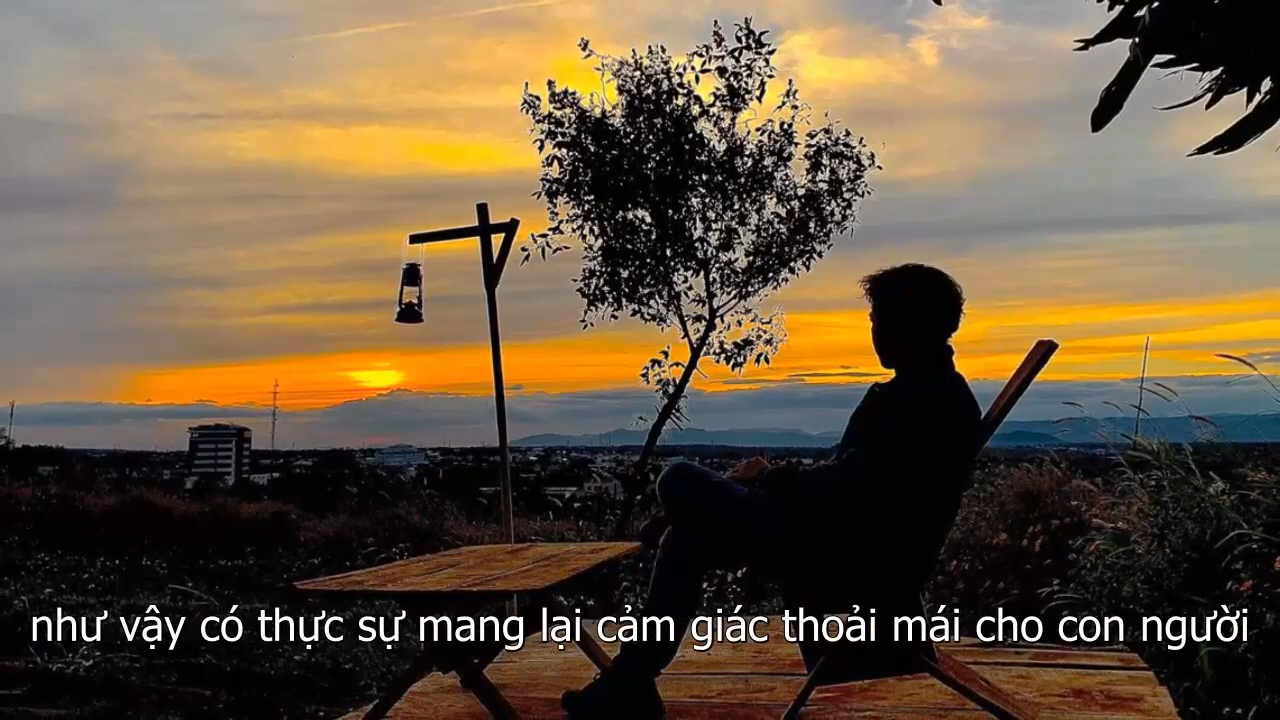 như vậy có thực sự mang lại cảm giác thoải mái cho con người